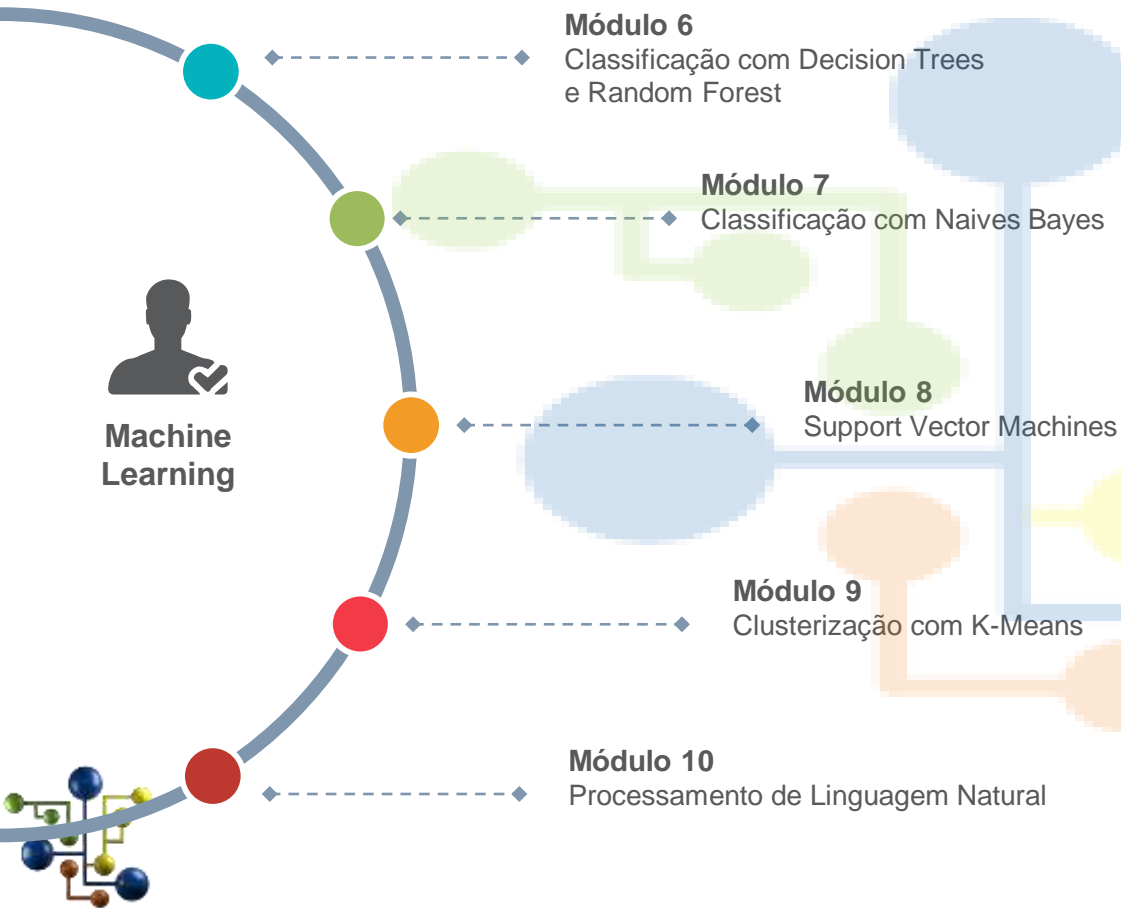 Módulo 6
Classificação com Decision Trees
e Random Forest
Módulo 7
Classificação com Naives Bayes
Machine
Learning
Módulo 8
Support Vector Machines
Módulo 9
Clusterização com K-Means
Módulo 10
Processamento de Linguagem Natural